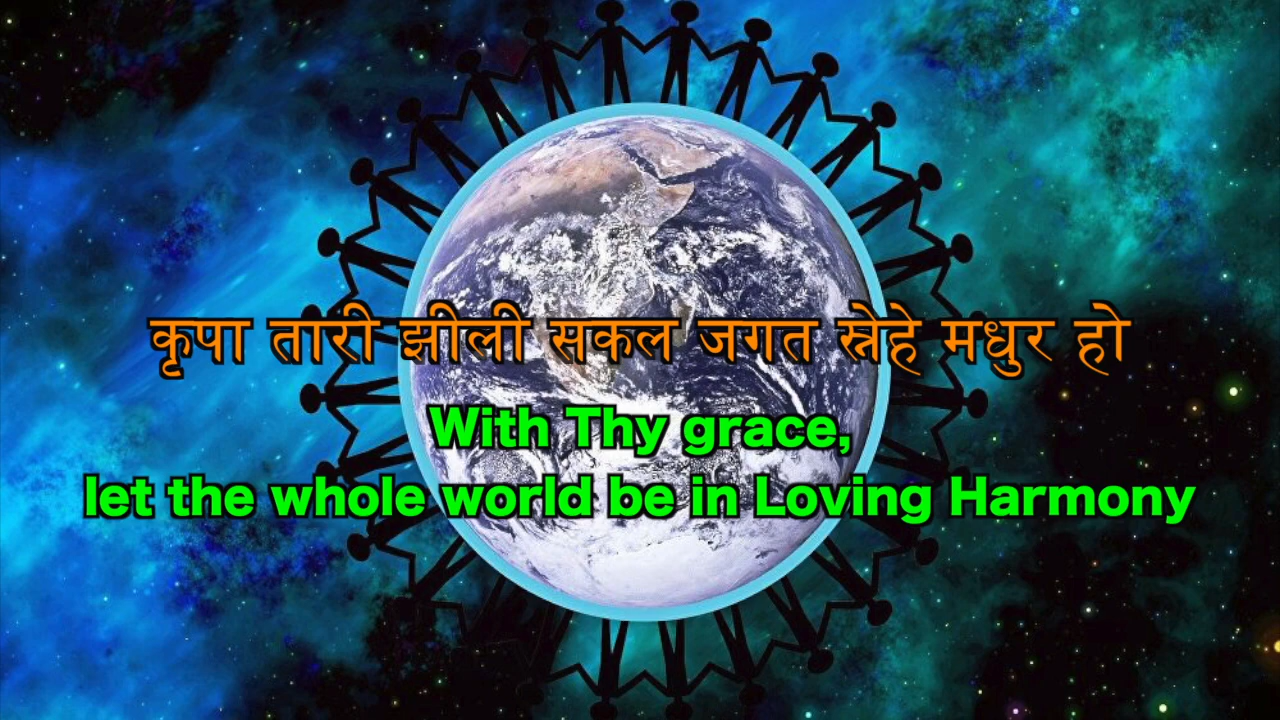 कृपा तारी झीली सकल जगत स्नेहे मधुर हो
With Thy grace,
let the whole world be in Loving Harmony